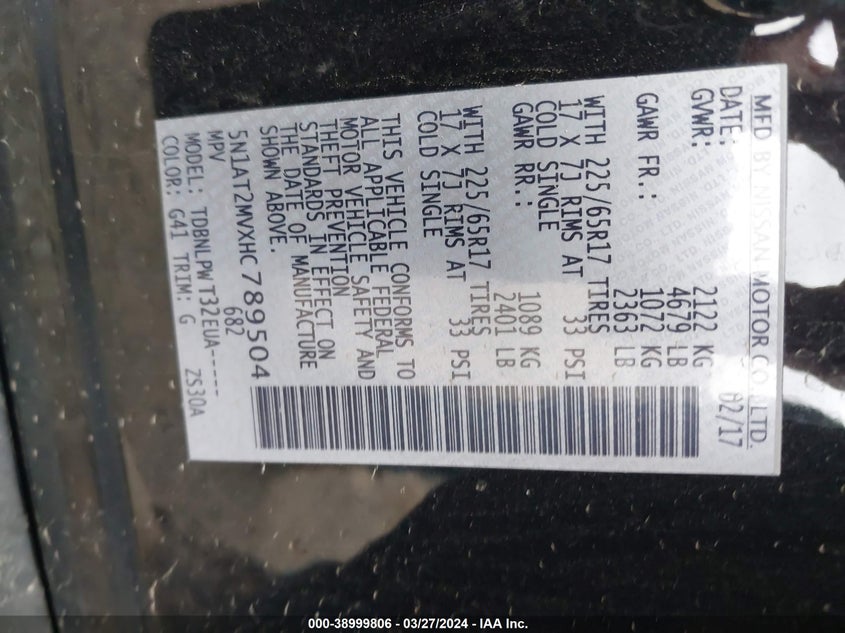 MFD BY NISSAN MOTOR CO., LTD.
DATE: 02/17
GVWR: 2122 KG
4679 LB
GAWR FR.: 1072 KG
2363 LB
WITH 225/65R17 TIRES
17 X 7J RIMS AT 33 PSI
COLD SINGLE
GAWR RR.: 1089 KG
2401 LB
WITH 225/65R17 TIRES
17 X 7J RIMS AT 33 PSI
COLD SINGLE
THIS VEHICLE CONFORMS TO
ALL APPLICABLE FEDERAL
MOTOR VEHICLE SAFETY AND
THEFT PREVENTION
STANDARDS IN EFFECT ON
THE DATE OF MANUFACTURE
SHOWN ABOVE.
5N1AT2MVXHC789504
MPV 682
MODEL: TDBNLPWT32EUA-----
COLOR: G41 TRIM: G ZS30A
000-38999806 - 03/27/2024 - IAA Inc.